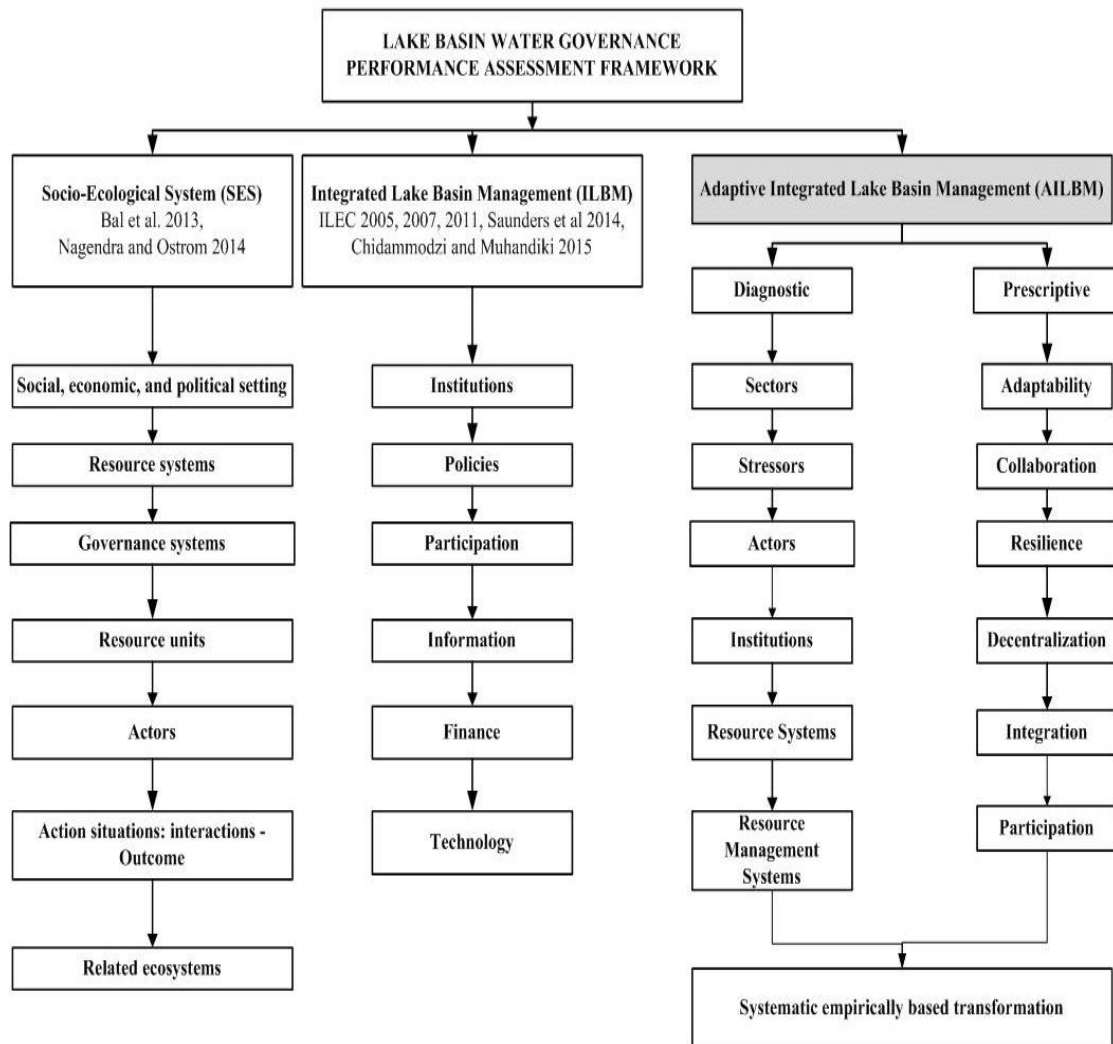 LAKE BASIN WATER GOVERNANCE
PERFORMANCE ASSESSMENT FRAMEWORK
Socio-Ecological System (SES)
Bal et al. 2013,
Nagendra and Ostrom 2014
Integrated Lake Basin Management (ILBM)
ILEC 2005, 2007, 2011, Saunders et al 2014,
Chidammodzi and Muhandiki 2015
Adaptive Integrated Lake Basin Management (AILBM)
Diagnostic
Prescriptive
Social, economic, and political setting
Institutions
Sectors
Adaptability
Resource systems
Policies
Stressors
Collaboration
Governance systems
Participation
Actors
Resilience
Resource units
Information
Institutions
Decentralization
Actors
Finance
Resource Systems
Integration
Action situations: interactions -
Outcome
Technology
Resource
Management
Systems
Participation
Related ecosystems
Systematic empirically based transformation